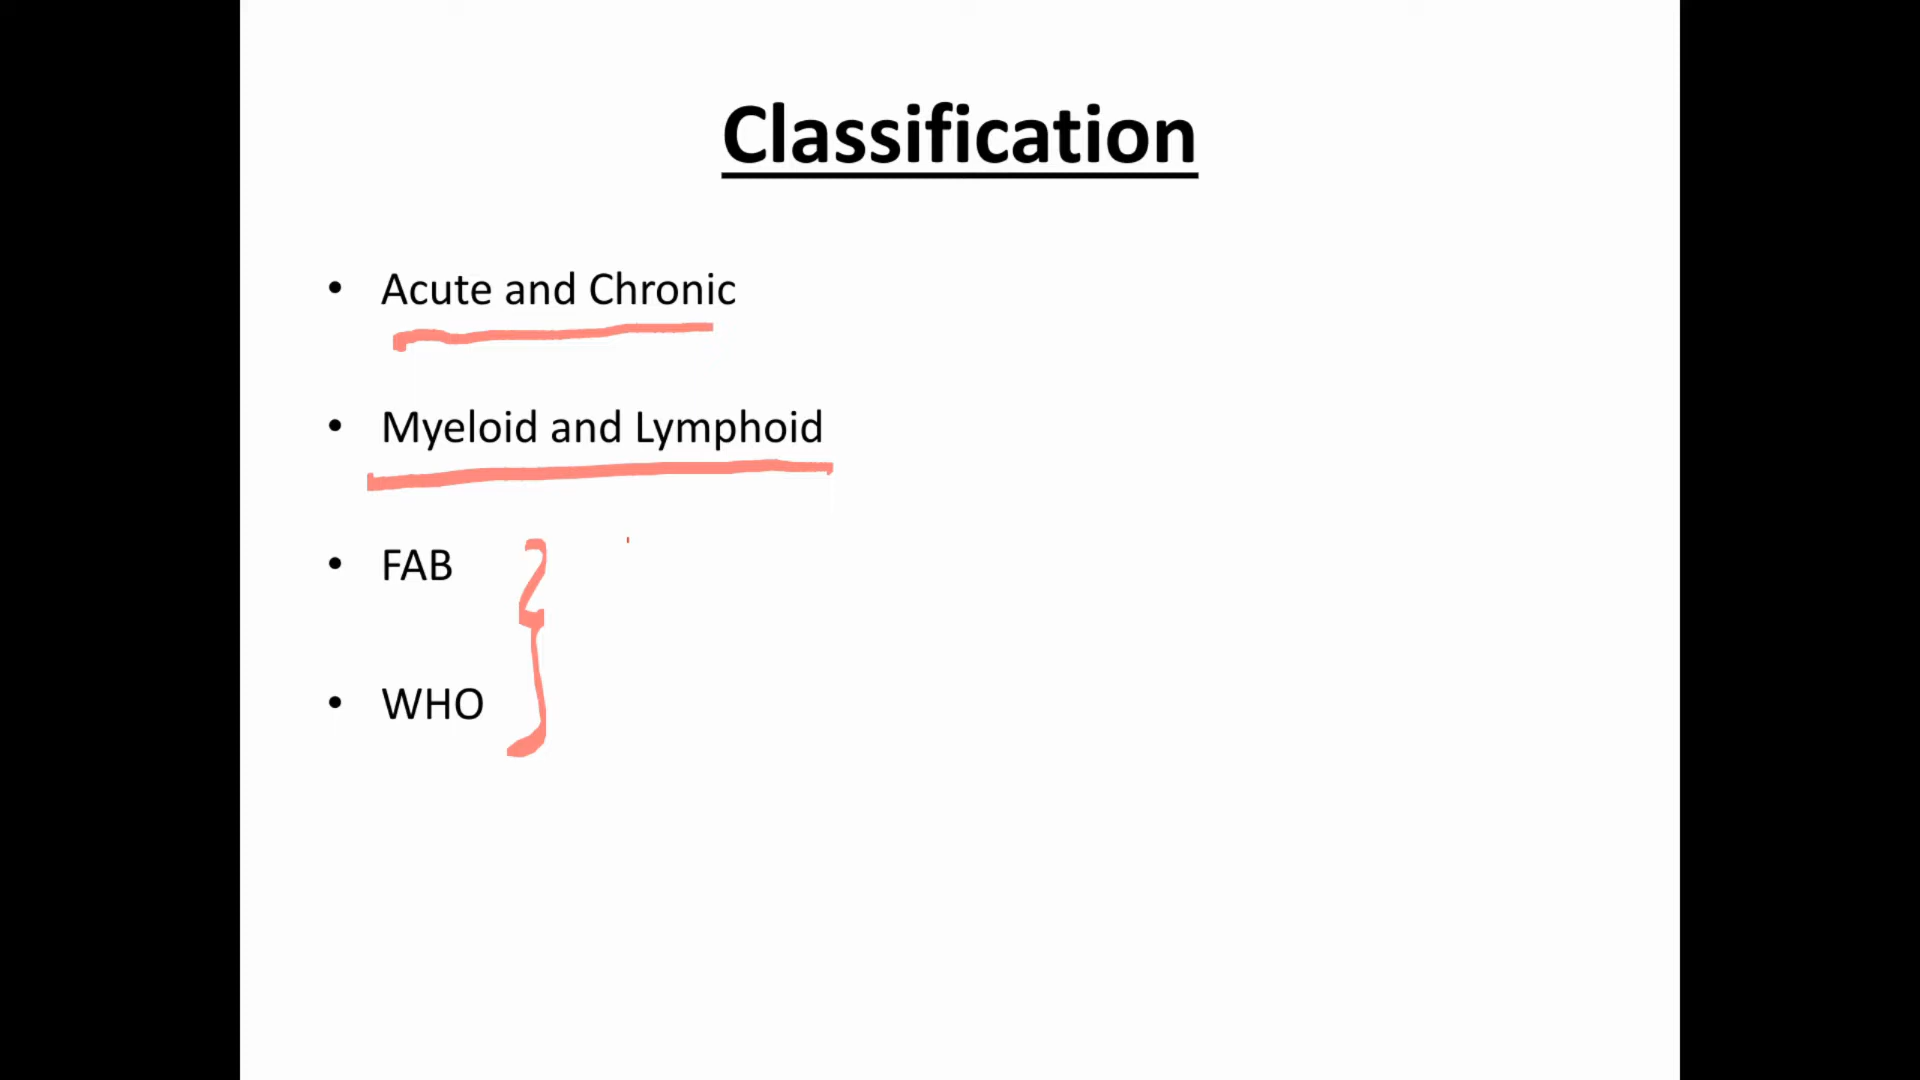 Classification
• Acute and Chronic
• Myeloid and Lymphoid
• FAB
• WHO